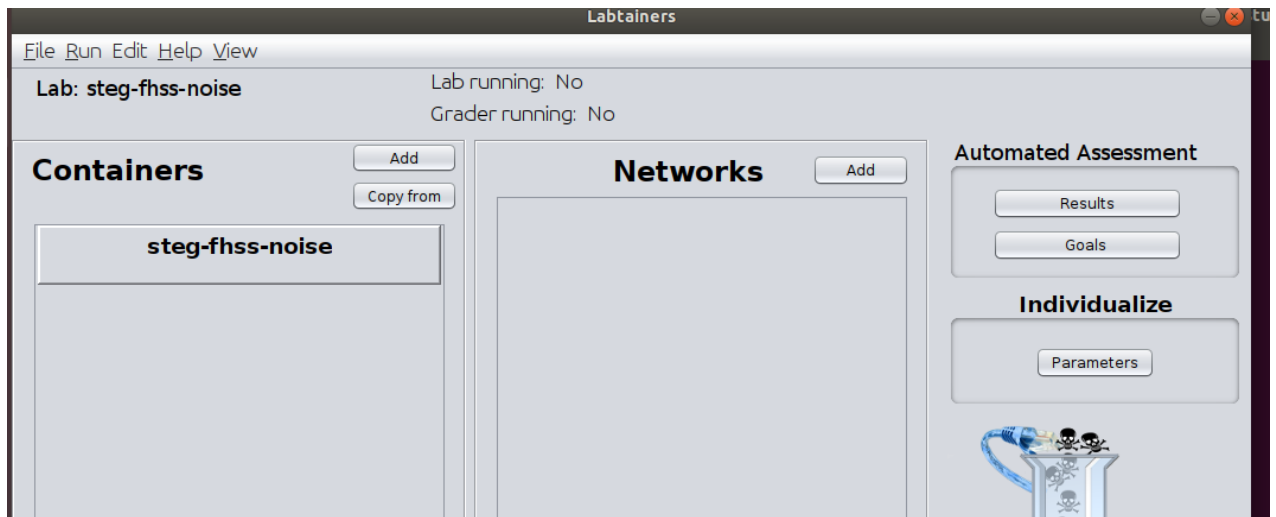 Labtainers
tu
File Run Edit Help View
Lab: steg-fhss-noise
Lab running: No
Grader running: No
Containers
Add
Copy from
steg-fhss-noise
Networks
Add
Automated Assessment
Results
Goals
Individualize
Parameters